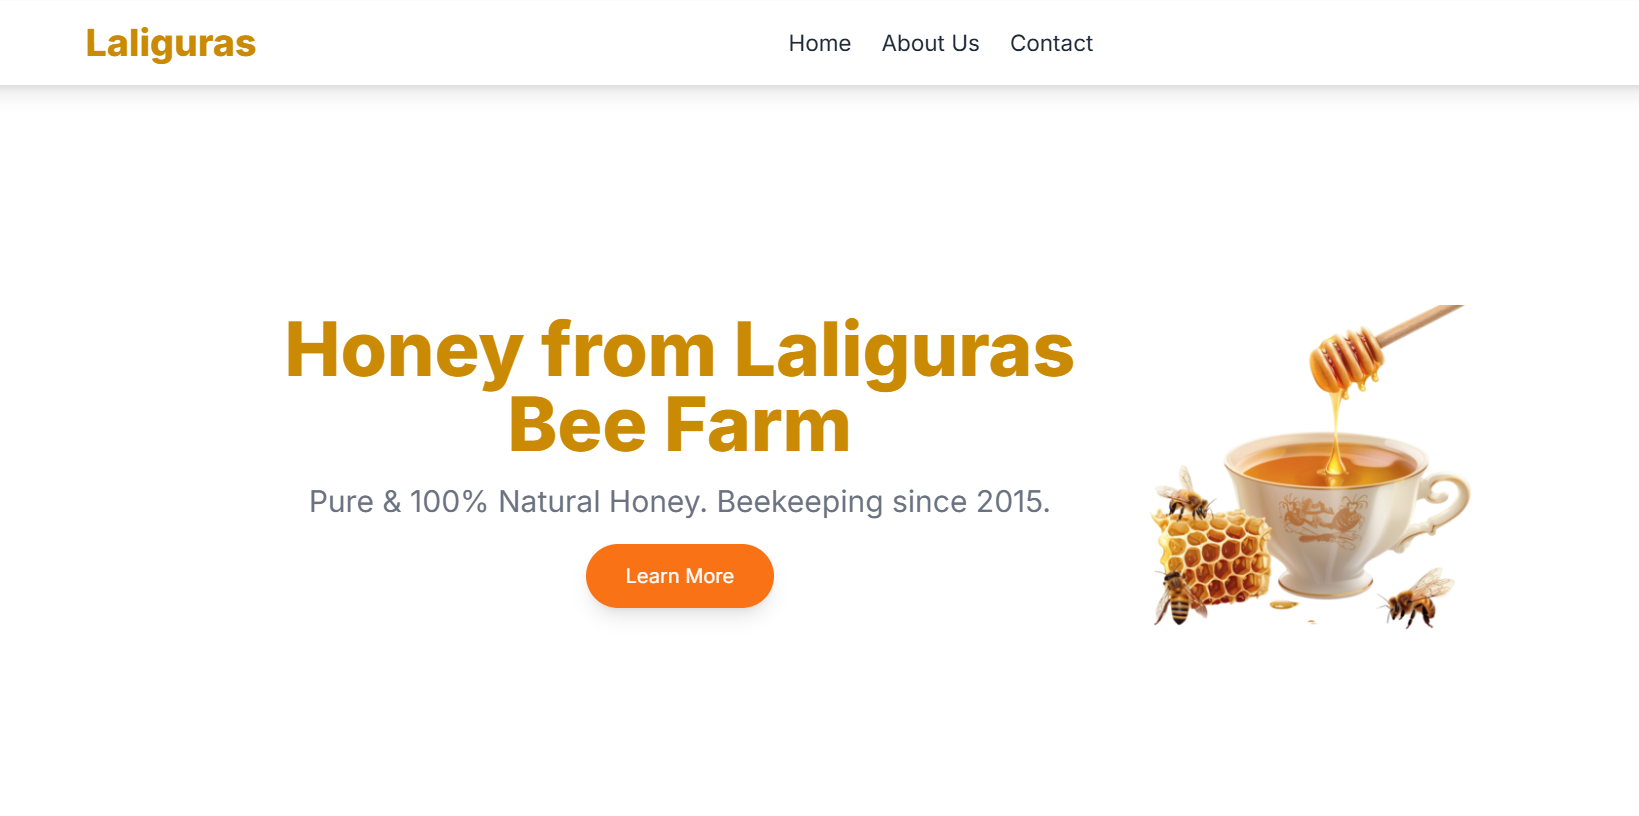 Laliguras
Home
About Us
Contact
Honey from Laliguras
Bee Farm
Pure & 100% Natural Honey. Beekeeping since 2015.
Learn More